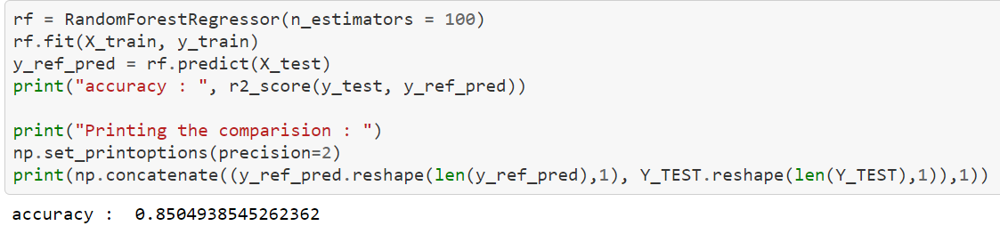 rf = RandomForestRegressor(n_estimators = 100)
rf.fit(X_train, y_train)
y_ref_pred = rf.predict(X_test)
print("accuracy : ", r2_score(y_test, y_ref_pred))
print("Printing the comparision : ")
np.set_printoptions(precision=2)
print(np.concatenate((y_ref_pred.reshape(len(y_ref_pred),1), Y_TEST.reshape(len(Y_TEST),1)),1))
accuracy :  0.8504938545262362